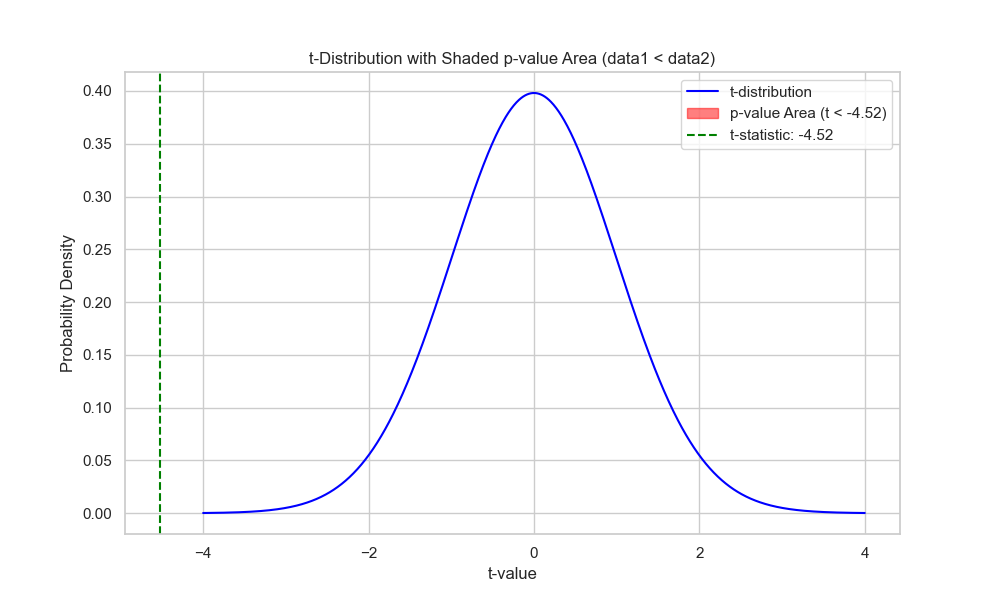 t-Distribution with Shaded p-value Area (data1 < data2)
t-distribution
p-value Area (t < -4.52)
t-statistic: -4.52
Probability Density
0.40
0.35
0.30
0.25
0.20
0.15
0.10
0.05
0.00
−4
−2
0
2
4
t-value